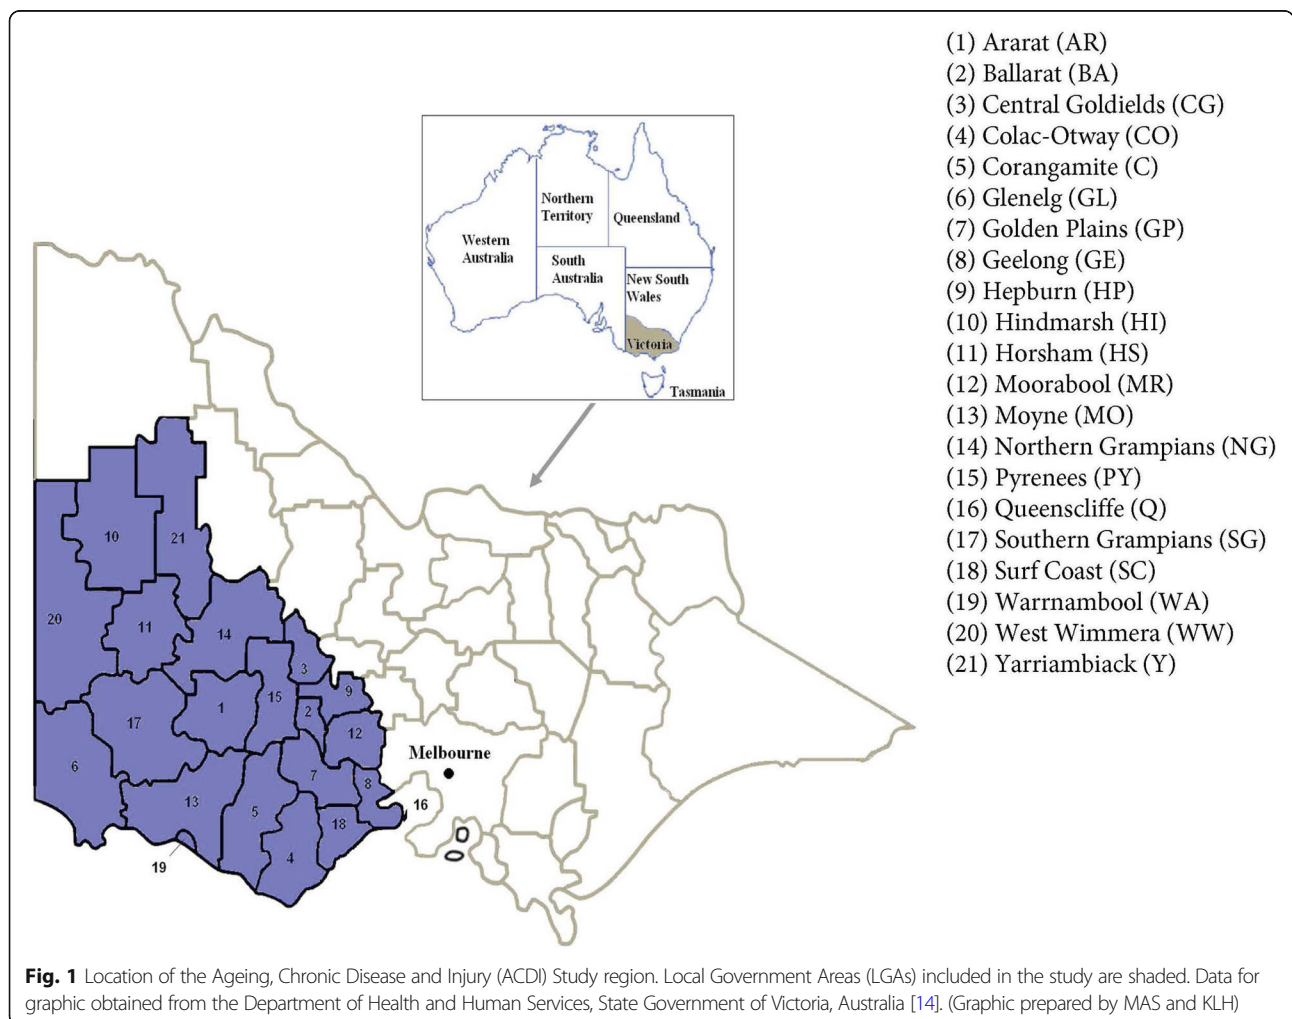 (1) Ararat (AR)
(2) Ballarat (BA)
(3) Central Goldields (CG)
(4) Colac-Otway (CO)
(5) Corangamite (C)
(6) Glenelg (GL)
(7) Golden Plains (GP)
(8) Geelong (GE)
(9) Hepburn (HP)
(10) Hindmarsh (HI)
(11) Horsham (HS)
(12) Moorabool (MR)
(13) Moyne (MO)
(14) Northern Grampians (NG)
(15) Pyrenees (PY)
(16) Queenscliffe (Q)
(17) Southern Grampians (SG)
(18) Surf Coast (SC)
(19) Warrnambool (WA)
(20) West Wimmera (WW)
(21) Yarriambiack (Y)
Northern
Territory
Queensland
Western
Australia
South
Australia
New South
Wales
Victoria
Tasmania
10
21
20
11
14
3
9
15
1
2
17
12
Melbourne
6
7
8
13
16
5
18
4
19
Fig. 1 Location of the Ageing, Chronic Disease and Injury (ACDI) Study region. Local Government Areas (LGAs) included in the study are shaded. Data for
graphic obtained from the Department of Health and Human Services, State Government of Victoria, Australia [14]. (Graphic prepared by MAS and KLH)